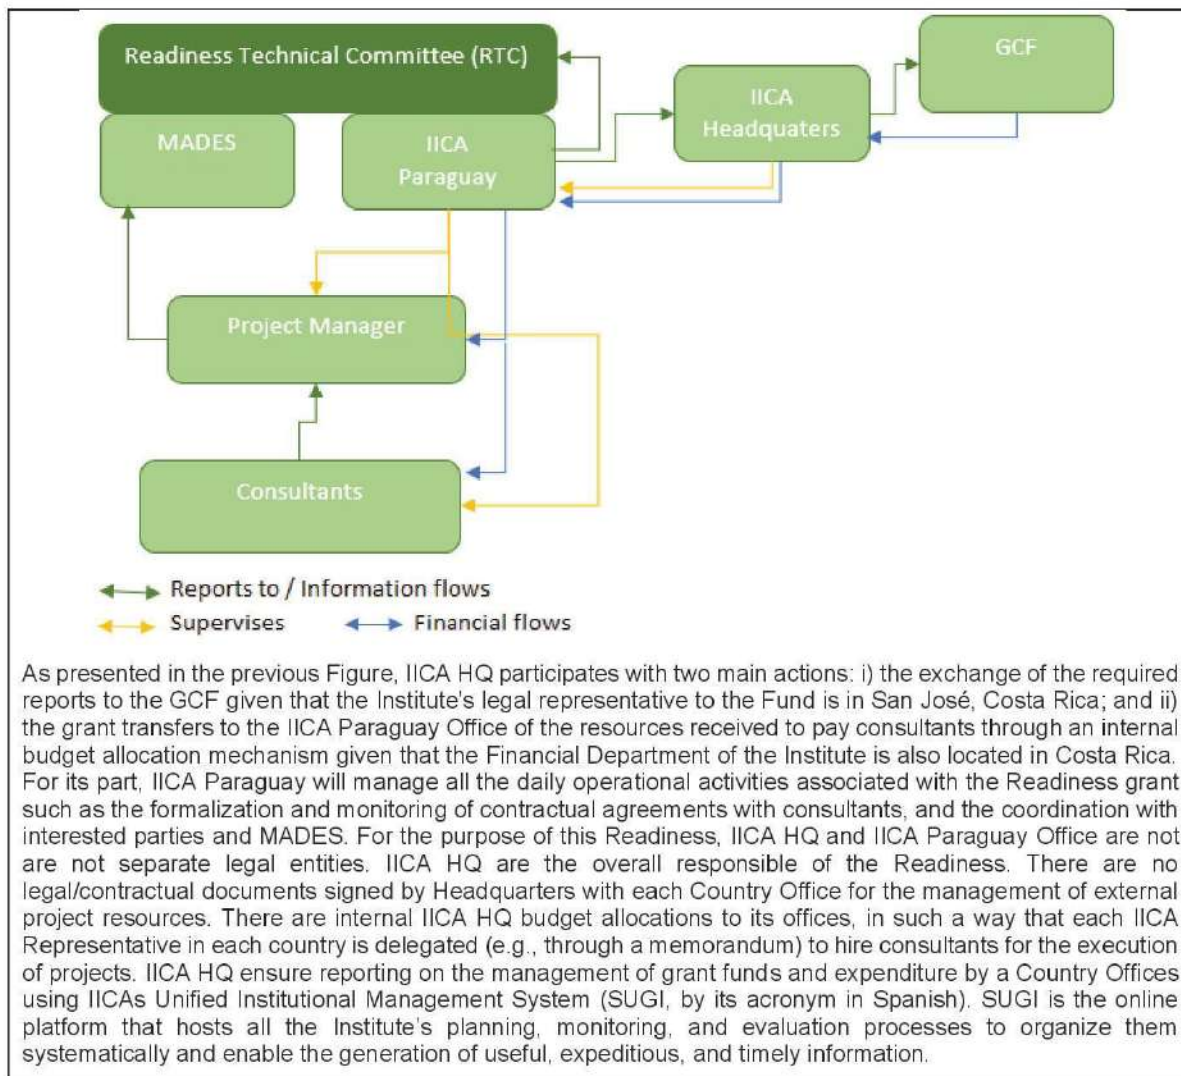 Readiness Technical Committee (RTC)
GCF
IICA
Headquaters
MADES
IICA
Paraguay
Project Manager
Consultants
Reports to / Information flows
Supervises
Financial flows
As presented in the previous Figure, IICA HQ participates with two main actions: i) the exchange of the required
reports to the GCF given that the Institute's legal representative to the Fund is in San José, Costa Rica; and ii)
the grant transfers to the IICA Paraguay Office of the resources received to pay consultants through an internal
budget allocation mechanism given that the Financial Department of the Institute is also located in Costa Rica.
For its part, IICA Paraguay will manage all the daily operational activities associated with the Readiness grant
such as the formalization and monitoring of contractual agreements with consultants, and the coordination with
interested parties and MADES. For the purpose of this Readiness, IICA HQ and IICA Paraguay Office are not
are not separate legal entities. IICA HQ are the overall responsible of the Readiness. There are no
legal/contractual documents signed by Headquarters with each Country Office for the management of external
project resources. There are internal IICA HQ budget allocations to its offices, in such a way that each IICA
Representative in each country is delegated (e.g., through a memorandum) to hire consultants for the execution
of projects. IICA HQ ensure reporting on the management of grant funds and expenditure by a Country Offices
using IICAs Unified Institutional Management System (SUGI, by its acronym in Spanish). SUGI is the online
platform that hosts all the Institute's planning, monitoring, and evaluation processes to organize them
systematically and enable the generation of useful, expeditious, and timely information.